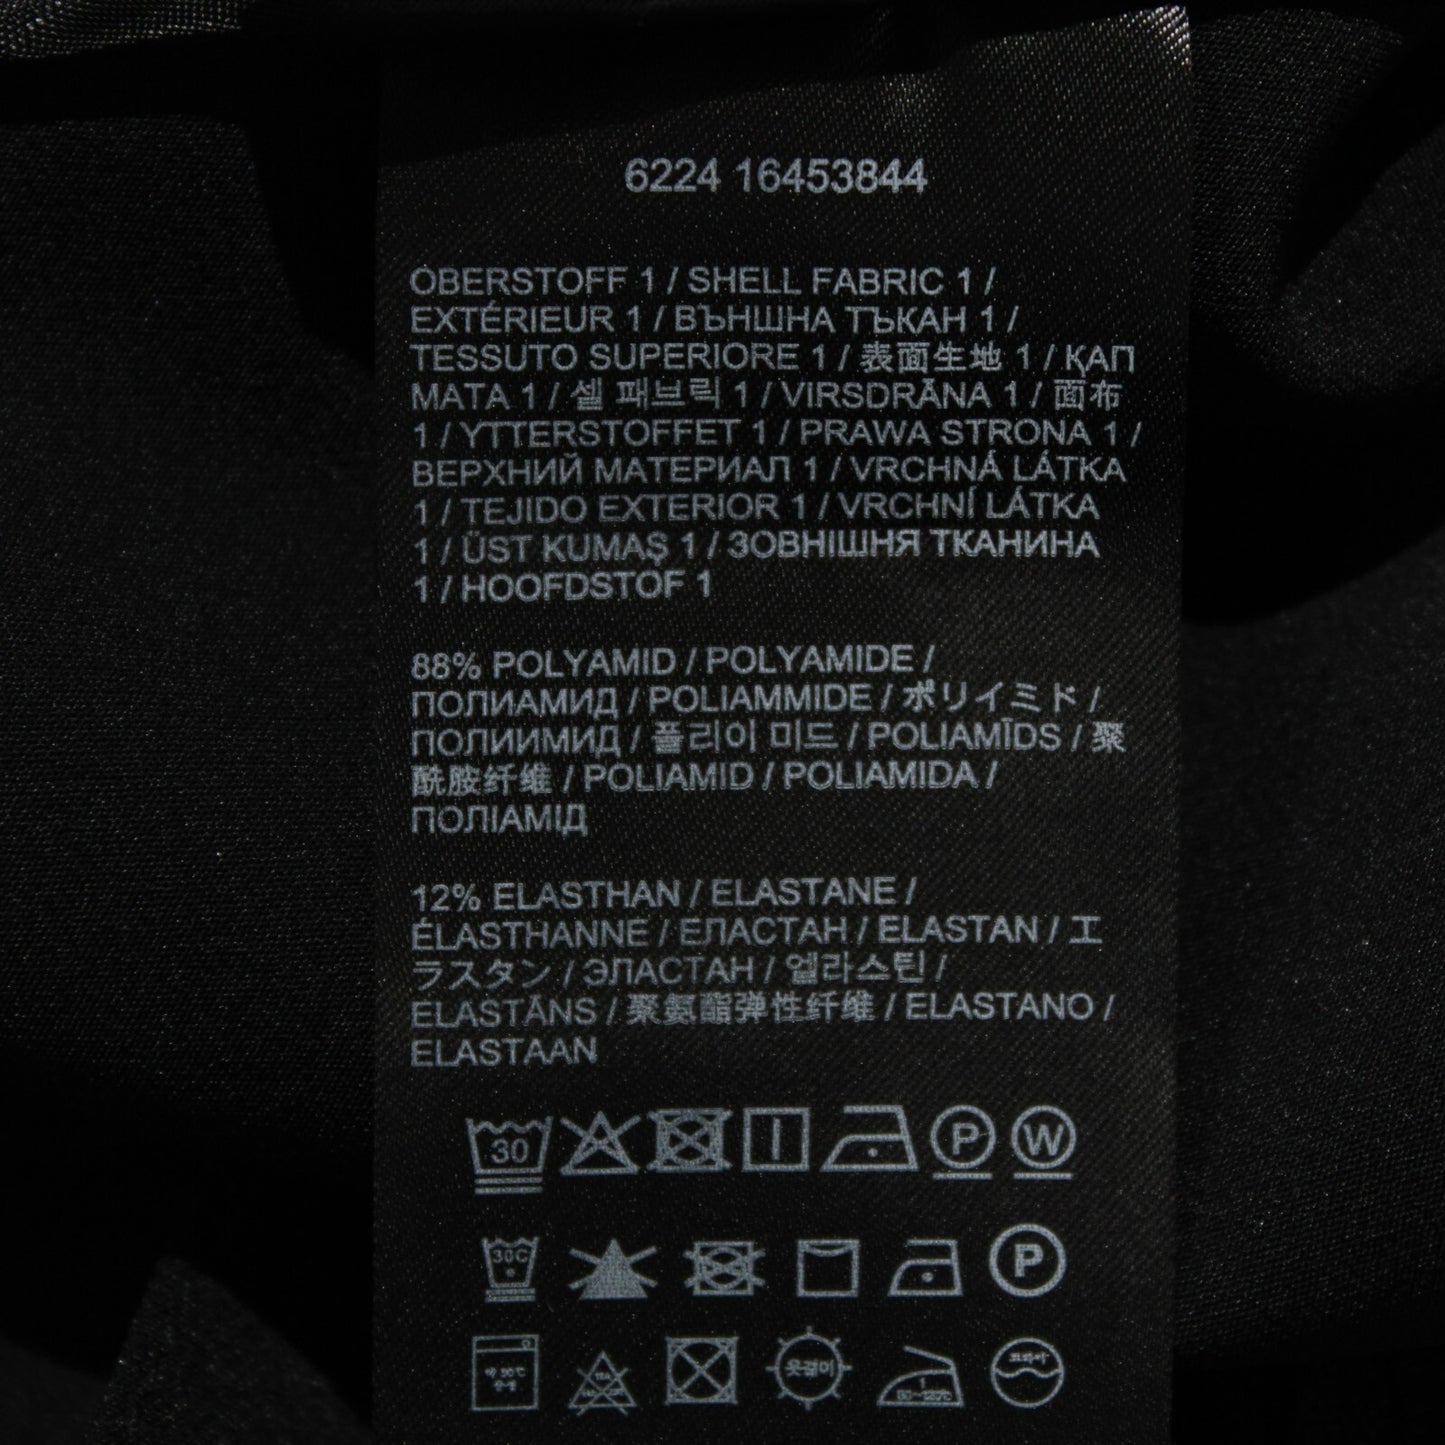 6224 16453844
OBERSTOFF 1 / SHELL FABRIC 1 /
EXTÉRIEUR 1 / ВЪНШНА ТЪКАН 1 /
TESSUTO SUPERIORE 1 / 表面生地 1 / ҚАП
МАТА 1 / 셀 패브릭 1 / VIRSDRĀNA 1 / 面布
1 / YTTERSTOFFET 1 / PRAWA STRONA 1 /
ВЕРХНИЙ МАТЕРИАЛ 1 / VRCHNÁ LÁTKA
1 / TEJIDO EXTERIOR 1 / VRCHNÍ LÁTKA
1 / ÜST KUMAŞ 1 / ЗОВНІШНЯ ТКАНИНА
1 / HOOFDSTOF 1
88% POLYAMID / POLYAMIDE /
ПОЛИАМИД / POLIAMMIDE / ポリイミド /
ПОЛИИМИД / 폴리이 미드 / POLIAMĪDS / 聚
酰胺纤维 / POLIAMID / POLIAMIDA /
ПОЛІАМІД
12% ELASTHAN / ELASTANE /
ÉLASTHANNE / ЕЛАСТАН / ELASTAN / エ
ラスタン / ЭЛАСТАН / 엘라스틴 /
ELASTĀNS / 聚氨酯弹性纤维 / ELASTANO /
ELASTAAN
30 P W
30C P
옷걸이